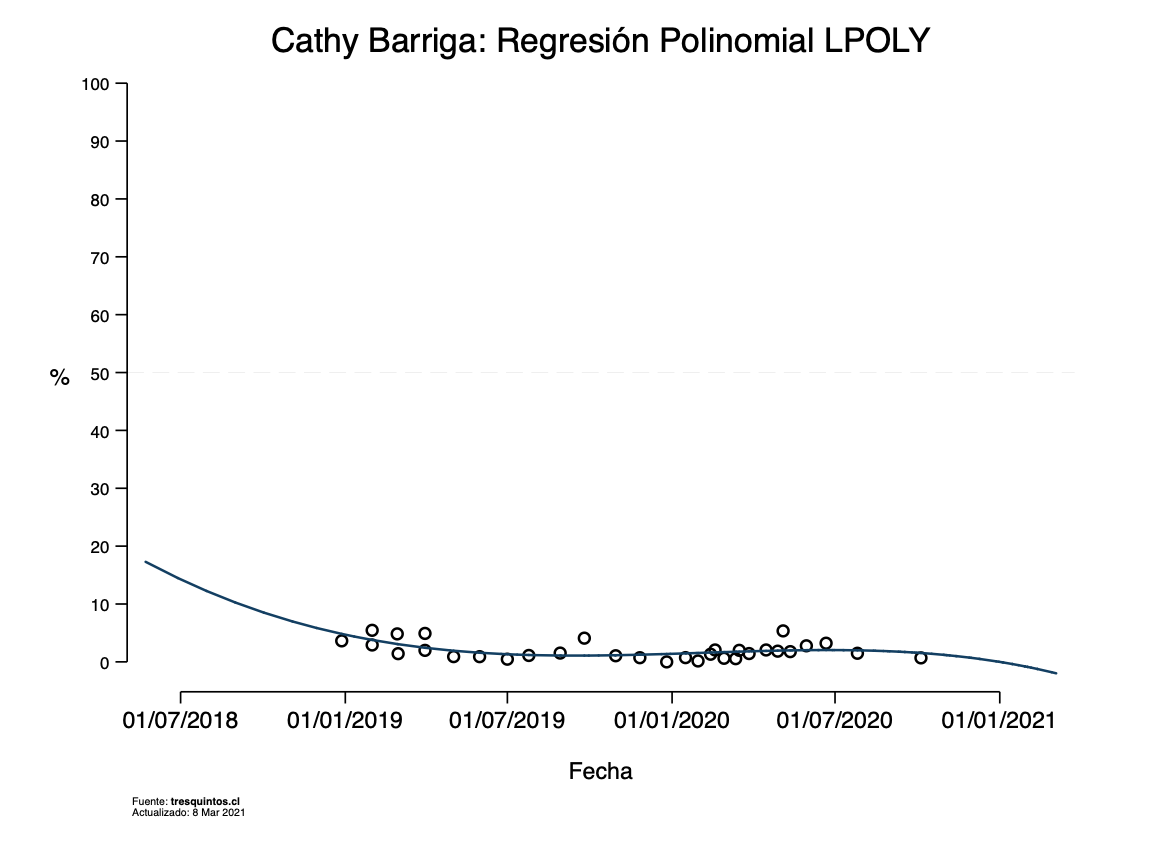 Cathy Barriga: Regresión Polinomial LPOLY
100
90
80
70
60
% 50
40
30
20
10
0
01/07/2018 01/01/2019 01/07/2019 01/01/2020 01/07/2020 01/01/2021
Fecha
Fuente: tresquintos.cl
Actualizado: 8 Mar 2021